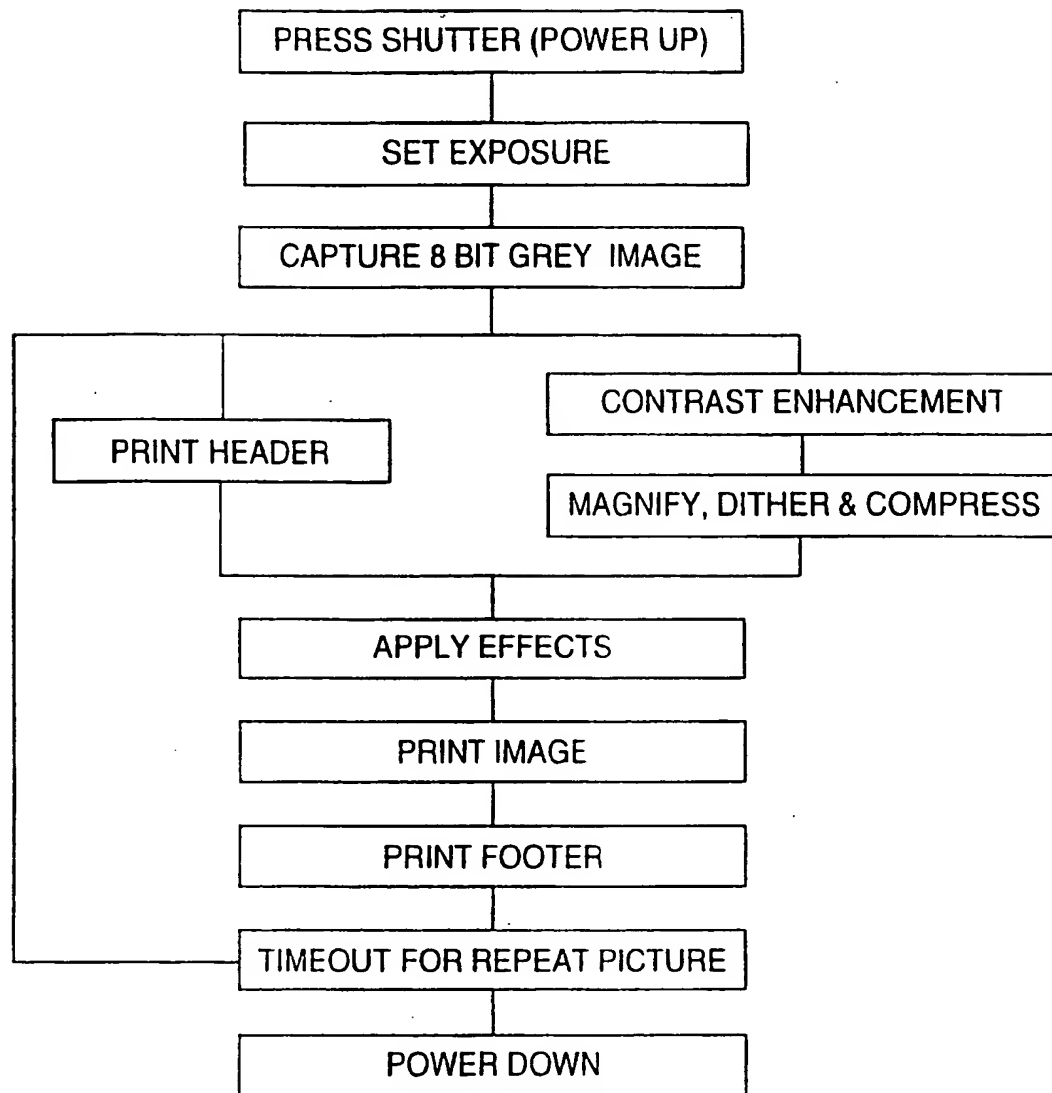 PRESS SHUTTER (POWER UP)
SET EXPOSURE
CAPTURE 8 BIT GREY IMAGE
CONTRAST ENHANCEMENT
PRINT HEADER
MAGNIFY, DITHER & COMPRESS
APPLY EFFECTS
PRINT IMAGE
PRINT FOOTER
TIMEOUT FOR REPEAT PICTURE
POWER DOWN